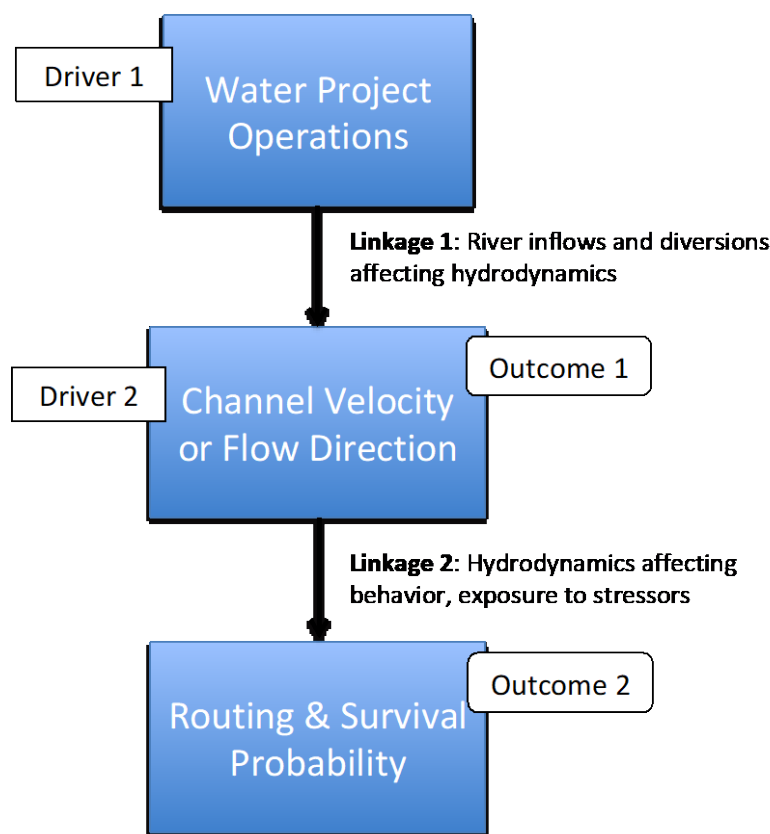 Driver 1
Water Project
Operations
Linkage 1: River inflows and diversions
affecting hydrodynamics
Outcome 1
Driver 2
Channel Velocity
or Flow Direction
Linkage 2: Hydrodynamics affecting
behavior, exposure to stressors
Outcome 2
Routing & Survival
Probability